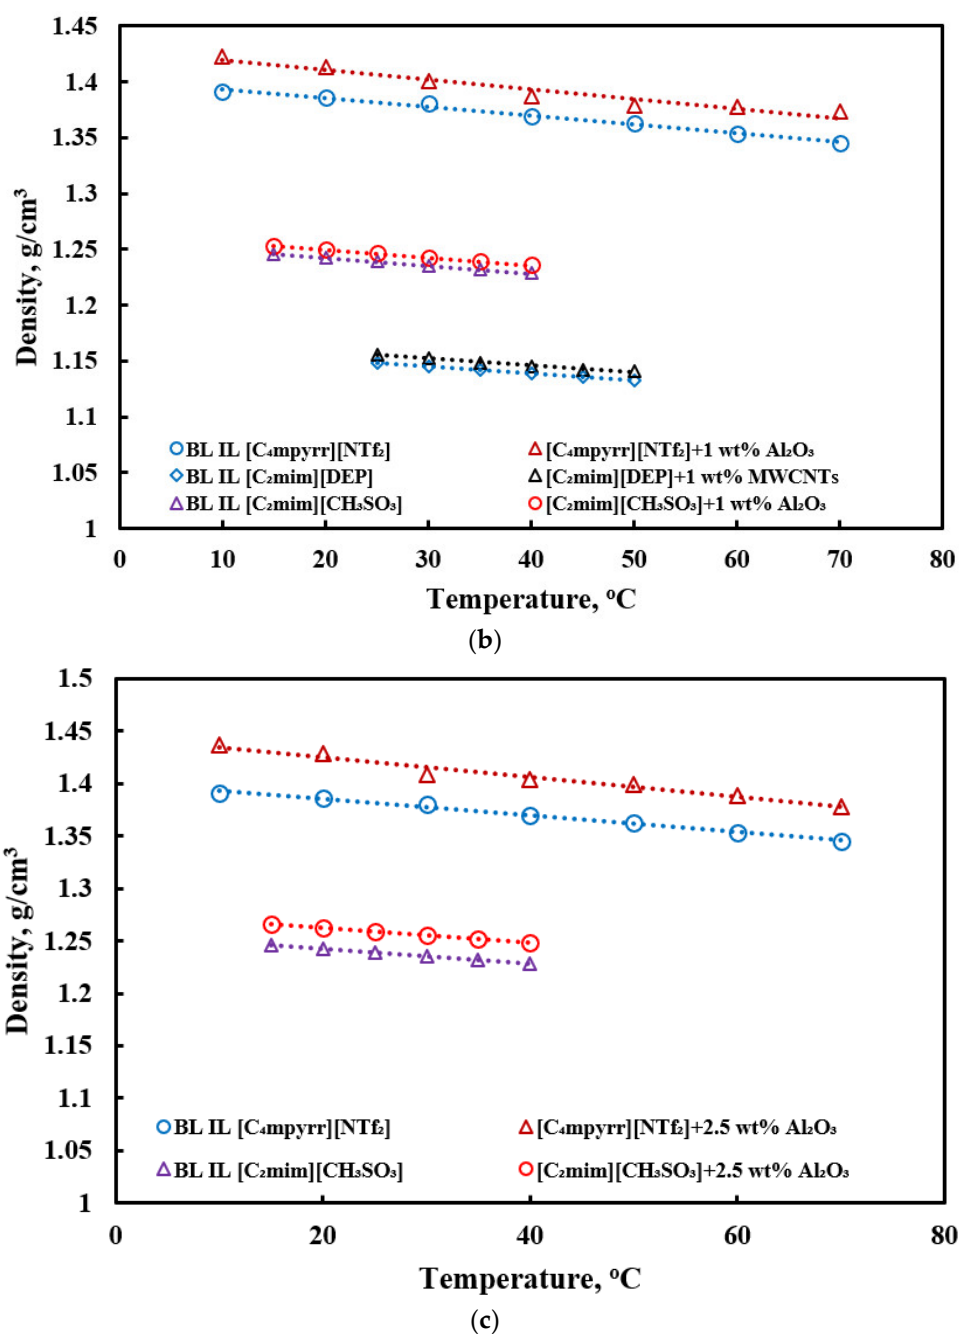 1.45
1.4
1.35
1.3
1.25
1.2
1.15
1.1
1.05
1
Density, g/cm³
BL IL [C₄mpyrr][NTf₂]
[C₄mpyrr][NTf₂]+1 wt% Al₂O₃
BL IL [C₂mim][DEP]
[C₂mim][DEP]+1 wt% MWCNTs
BL IL [C₂mim][CH₃SO₃]
[C₂mim][CH₃SO₃]+1 wt% Al₂O₃
0 10 20 30 40 50 60 70 80
Temperature, ºC
(b)
1.5
1.45
1.4
1.35
1.3
1.25
1.2
1.15
1.1
1.05
1
Density, g/cm³
BL IL [C₄mpyrr][NTf₂]
[C₄mpyrr][NTf₂]+2.5 wt% Al₂O₃
BL IL [C₂mim][CH₃SO₃]
[C₂mim][CH₃SO₃]+2.5 wt% Al₂O₃
0 20 40 60 80
Temperature, ºC
(c)